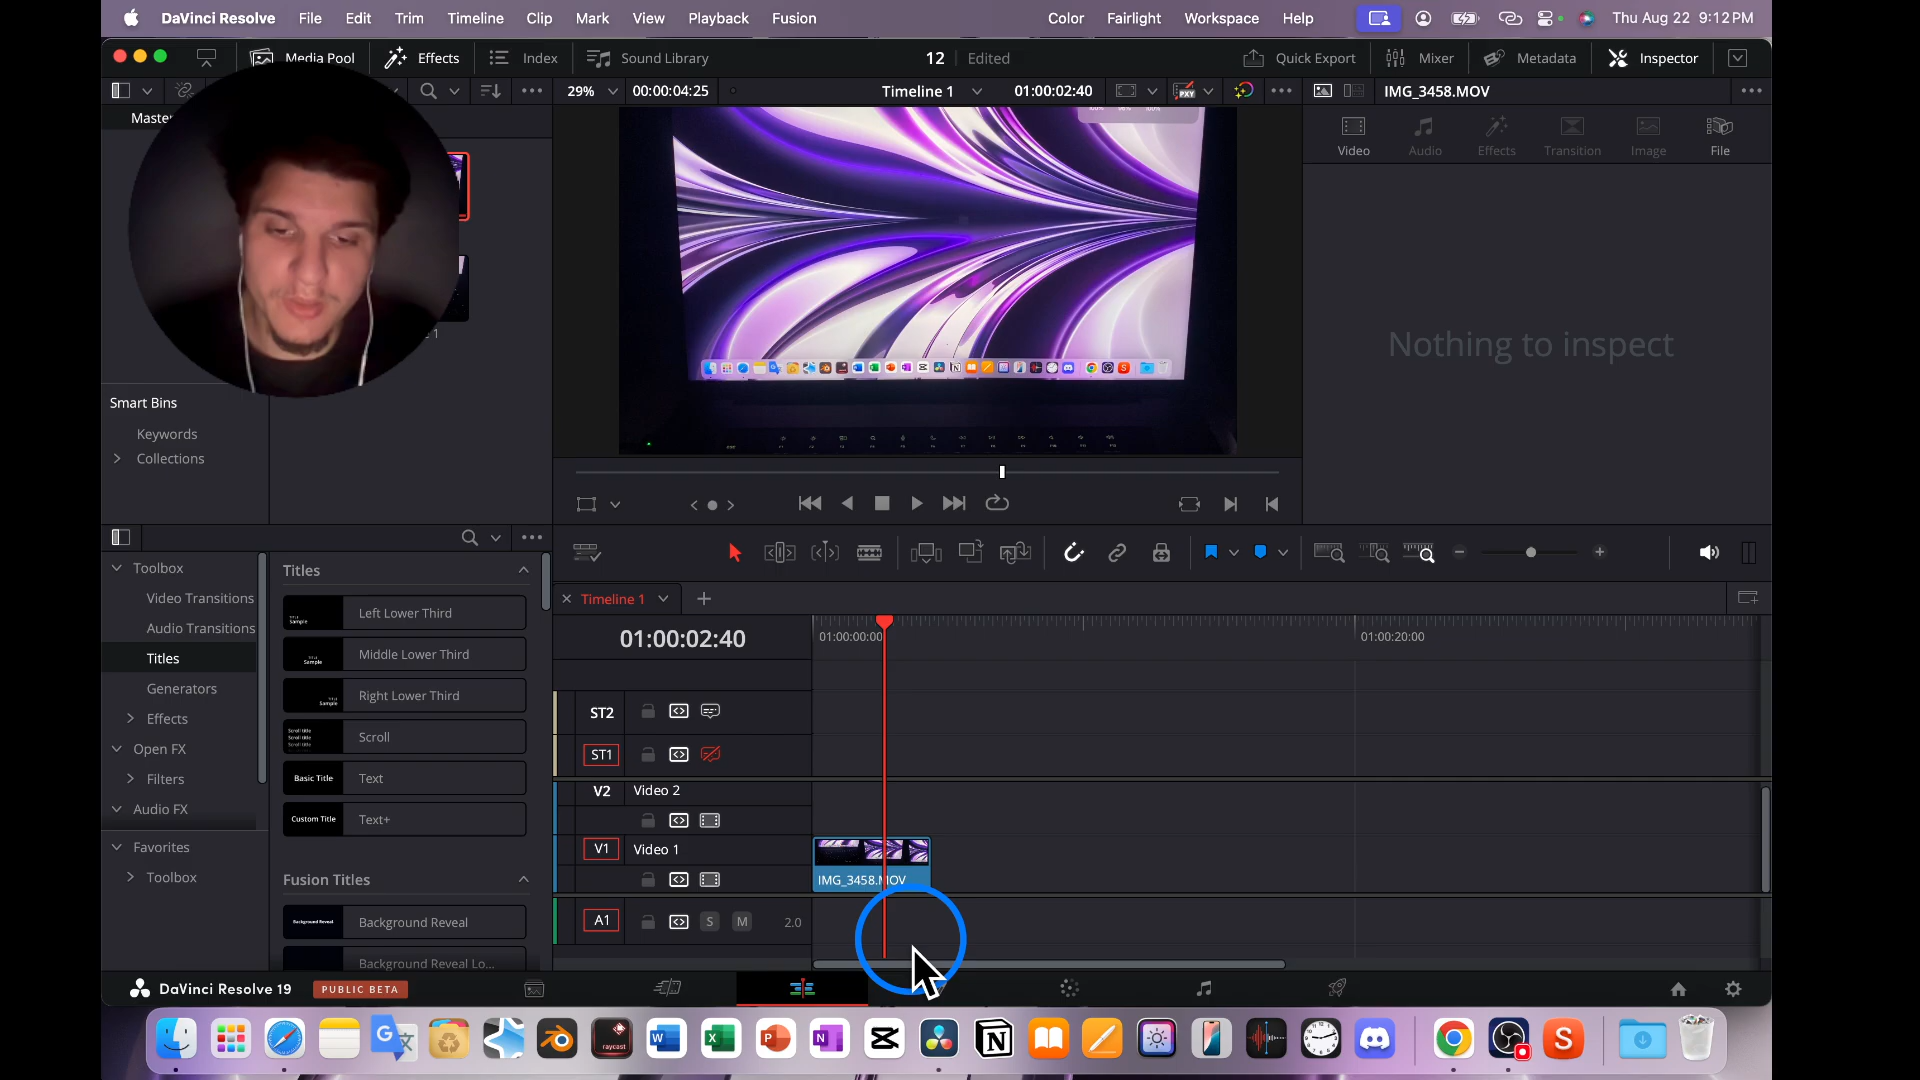 DaVinci Resolve File Edit Trim Timeline Clip Mark View Playback Fusion Color Fairlight Workspace Help Thu Aug 22 9:12 PM
Media Pool Effects Index Sound Library 12 Edited Quick Export Mixer Metadata Inspector
29% 00:00:04:25 Timeline 1 01:00:02:40 PXY IMG_3458.MOV
Master
Video Audio Effects Transition Image File
Nothing to inspect
1
Smart Bins
Keywords
Collections
Toolbox
Video Transitions
Audio Transitions
Titles
Generators
Effects
Open FX
Filters
Audio FX
Favorites
Toolbox
Titles
Left Lower Third
Middle Lower Third
Right Lower Third
Scroll
Basic Title Text
Custom Title Text+
Fusion Titles
Background Reveal Background Reveal
Background Reveal Lo...
Timeline 1
01:00:02:40
01:00:00:00 01:00:20:00
ST2
ST1
V2 Video 2
V1 Video 1
IMG_3458.MOV
A1 S M 2.0
DaVinci Resolve 19 PUBLIC BETA
raycast